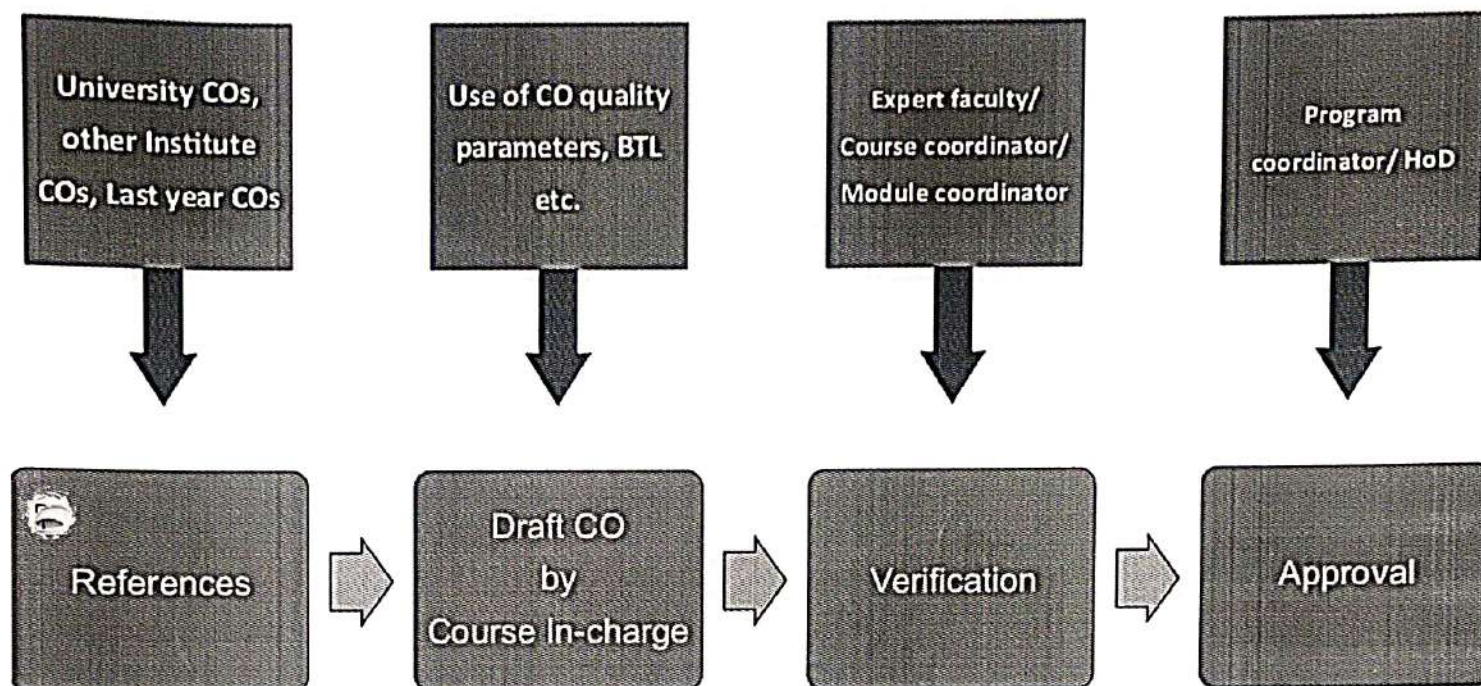 University COs,
other Institute
COs, Last year COs
Use of CO quality
parameters, BTL
etc.
Expert faculty/
Course coordinator/
Module coordinator
Program
coordinator/ HoD
References
Draft CO
by
Course In-charge
Verification
Approval